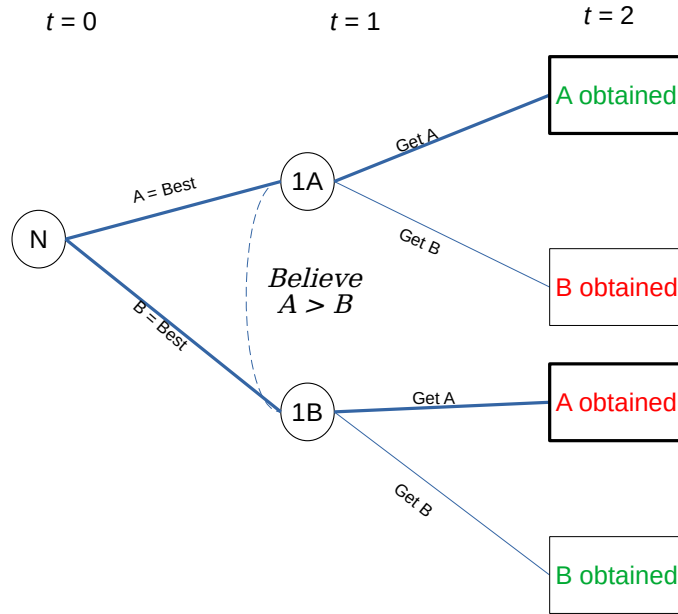 t = 0
t = 1
t = 2
A obtained
Get A
A = Best
1A
N
Get B
Believe
A > B
B obtained
B = Best
Get A
A obtained
1B
Get B
B obtained